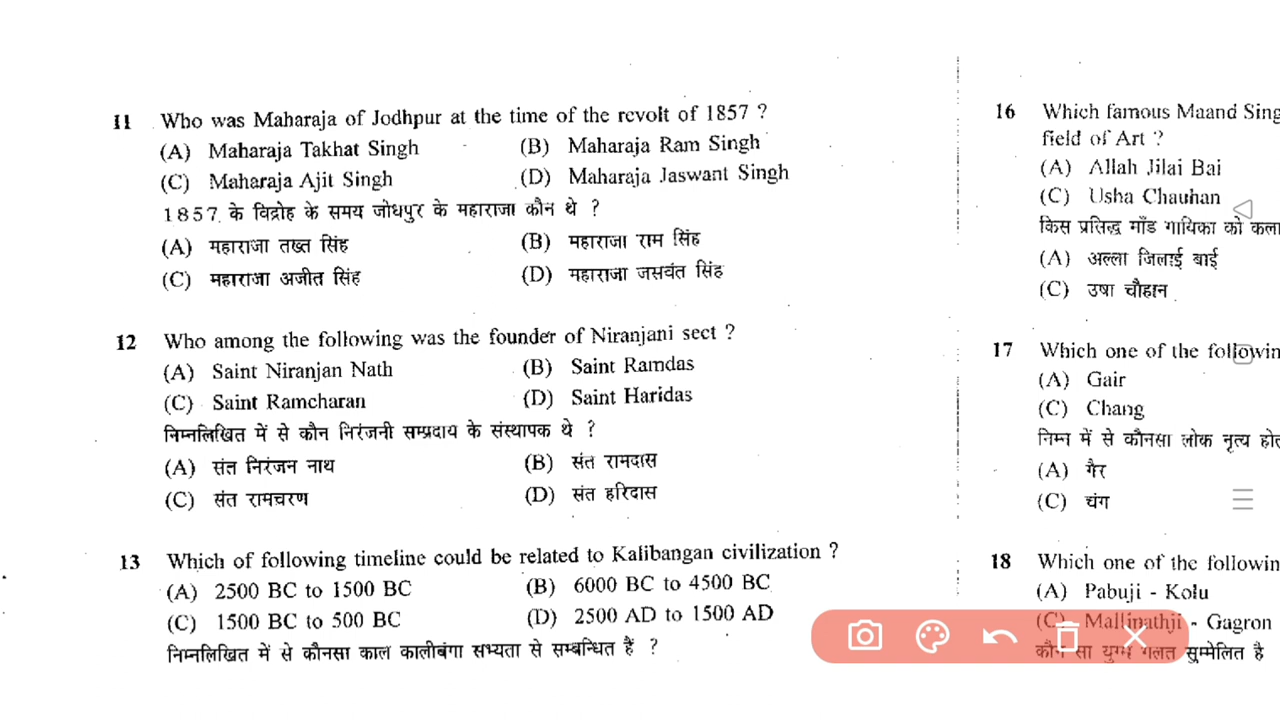 11 Who was Maharaja of Jodhpur at the time of the revolt of 1857 ?
(A) Maharaja Takhat Singh (B) Maharaja Ram Singh
(C) Maharaja Ajit Singh (D) Maharaja Jaswant Singh
1857 के विद्रोह के समय जोधपुर के महाराजा कौन थे ?
(A) महाराजा तख्त सिंह (B) महाराजा राम सिंह
(C) महाराजा अजीत सिंह (D) महाराजा जसवंत सिंह
12 Who among the following was the founder of Niranjani sect ?
(A) Saint Niranjan Nath (B) Saint Ramdas
(C) Saint Ramcharan (D) Saint Haridas
निम्नलिखित में से कौन निरंजनी सम्प्रदाय के संस्थापक थे ?
(A) संत निरंजन नाथ (B) संत रामदास
(C) संत रामचरण (D) संत हरिदास
13 Which of following timeline could be related to Kalibangan civilization ?
(A) 2500 BC to 1500 BC (B) 6000 BC to 4500 BC
(C) 1500 BC to 500 BC (D) 2500 AD to 1500 AD
निम्नलिखित में से कौनसा काल कालीबंगा सभ्यता से सम्बन्धित हैं ?
16 Which famous Maand Sing
field of Art ?
(A) Allah Jilai Bai
(C) Usha Chauhan
किस प्रसिद्ध माँड गायिका को कला
(A) अल्ला जिलाई बाई
(C) उषा चौहान
17 Which one of the followin
(A) Gair
(C) Chang
निम्न में से कौनसा लोक नृत्य होल
(A) गैर
(C) चंग
18 Which one of the followin
(A) Pabuji - Kolu
(C) Mallinathji - Gagron
कौन सा युग्म गलत सुम्मेलित है